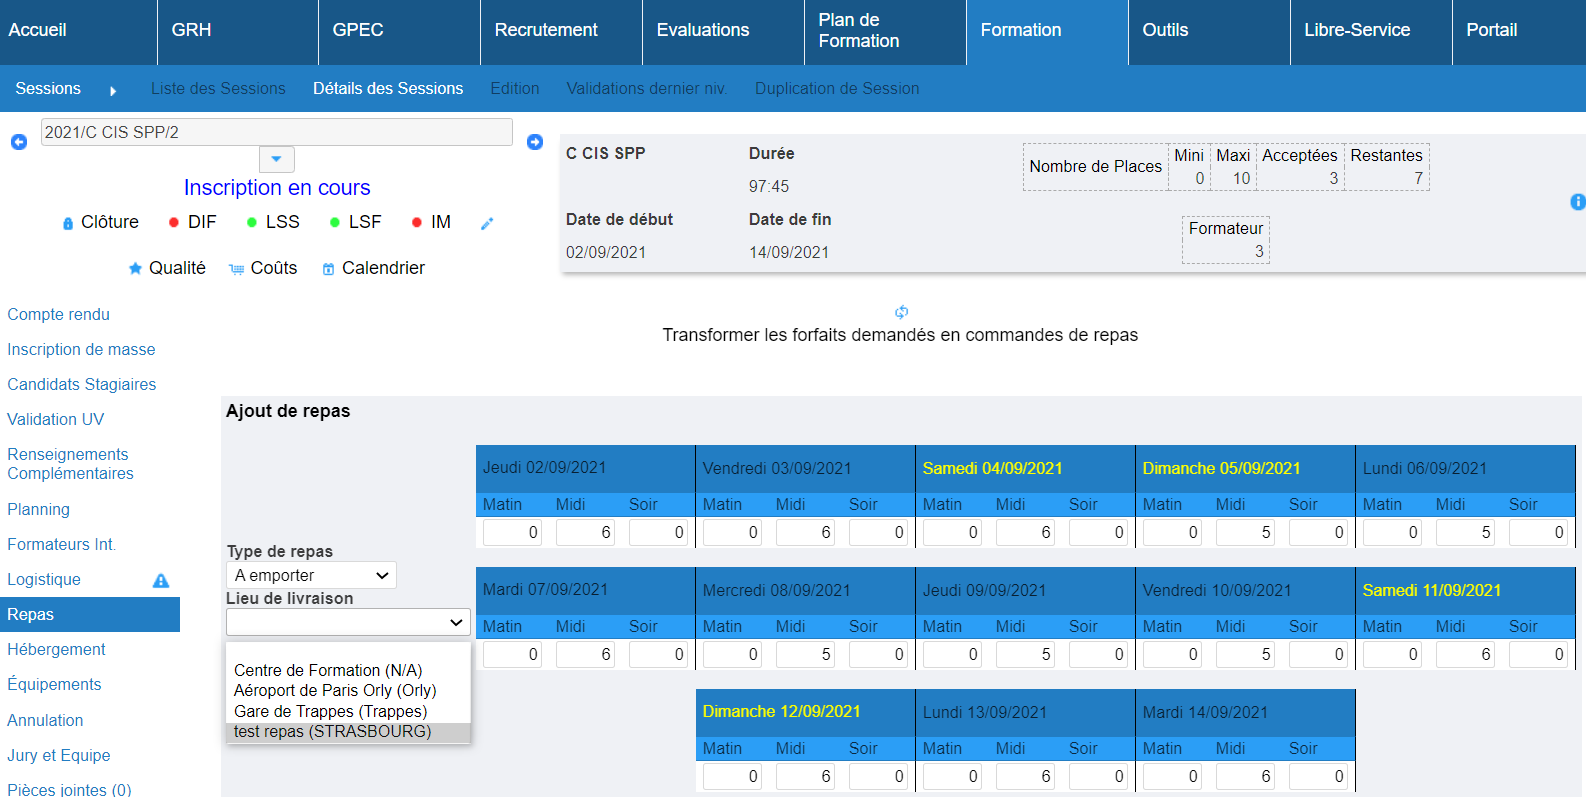 Accueil GRH GPEC Recrutement Evaluations Plan de Formation Formation Outils Libre-Service Portail
Sessions Liste des Sessions Détails des Sessions Edition Validations dernier niv. Duplication de Session
2021/C CIS SPP/2
Inscription en cours
Clôture DIF LSS LSF IM
Qualité Coûts Calendrier
C CIS SPP Durée
97:45
Date de début Date de fin
02/09/2021 14/09/2021
Nombre de Places Mini Maxi Acceptées Restantes
0 10 3 7
Formateur
3
Transformer les forfaits demandés en commandes de repas
Compte rendu
Inscription de masse
Candidats Stagiaires
Validation UV
Renseignements
Complémentaires
Planning
Formateurs Int.
Logistique
Repas
Hébergement
Équipements
Annulation
Jury et Equipe
Pièces jointes (0)
Ajout de repas
Type de repas
A emporter
Lieu de livraison
Centre de Formation (N/A)
Aéroport de Paris Orly (Orly)
Gare de Trappes (Trappes)
test repas (STRASBOURG)
Jeudi 02/09/2021 Vendredi 03/09/2021 Samedi 04/09/2021 Dimanche 05/09/2021 Lundi 06/09/2021
Matin Midi Soir Matin Midi Soir Matin Midi Soir Matin Midi Soir Matin Midi Soir
0 6 0 0 6 0 0 6 0 0 5 0 0 5 0
Mardi 07/09/2021 Mercredi 08/09/2021 Jeudi 09/09/2021 Vendredi 10/09/2021 Samedi 11/09/2021
Matin Midi Soir Matin Midi Soir Matin Midi Soir Matin Midi Soir Matin Midi Soir
0 6 0 0 5 0 0 5 0 0 5 0 0 6 0
Dimanche 12/09/2021 Lundi 13/09/2021 Mardi 14/09/2021
Matin Midi Soir Matin Midi Soir Matin Midi Soir
0 6 0 0 6 0 0 6 0